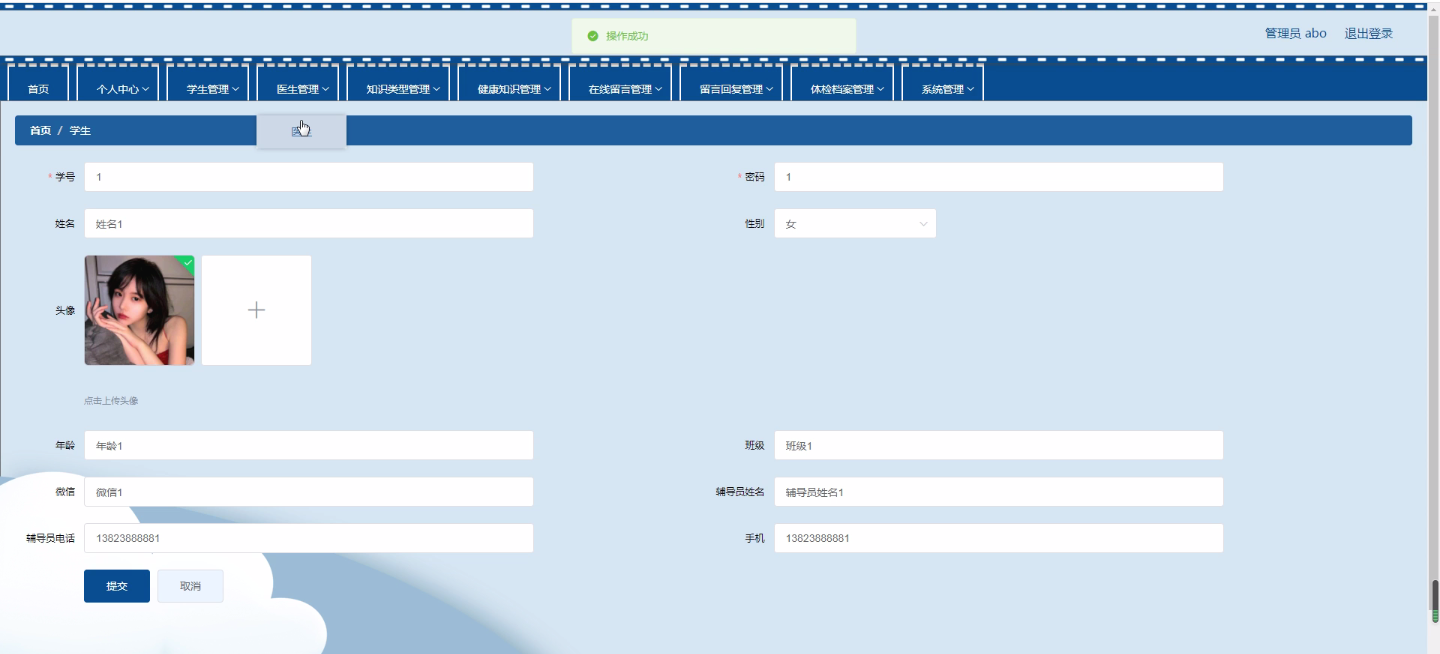 操作成功
管理员 abo 退出登录
首页 个人中心 学生管理 医生管理 知识类型管理 健康知识管理 在线留言管理 留言回复管理 体检档案管理 系统管理
首页 / 学生
* 学号 1 * 密码 1
姓名 姓名1 性别 女
头像
点击上传头像
年龄 年龄1 班级 班级1
微信 微信1 辅导员姓名 辅导员姓名1
辅导员电话 13823888881 手机 13823888881
提交 取消